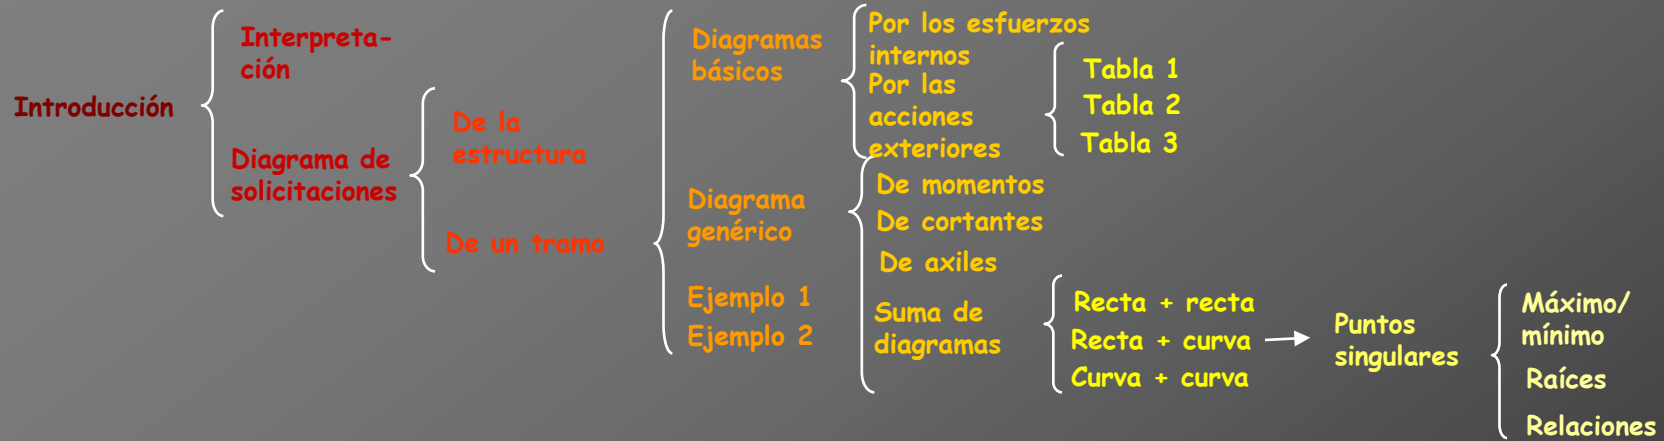 Introducción
Interpreta-
ción
Diagrama de
solicitaciones
De la
estructura
De un tramo
Diagramas
básicos
Por los esfuerzos
internos
Por las
acciones
exteriores
Tabla 1
Tabla 2
Tabla 3
Diagrama
genérico
De momentos
De cortantes
De axiles
Suma de
diagramas
Recta + recta
Recta + curva
Curva + curva
Puntos
singulares
Máximo/
mínimo
Raíces
Relaciones
Ejemplo 1
Ejemplo 2